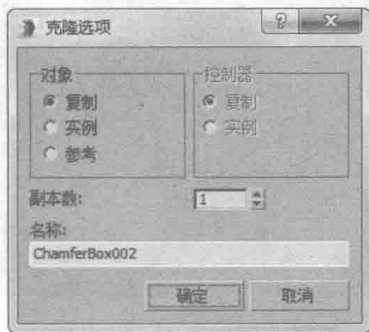 克隆选项
对象
复制
实例
参考
控制器
复制
实例
副本数: 1
名称:
ChamferBox002
确定
取消